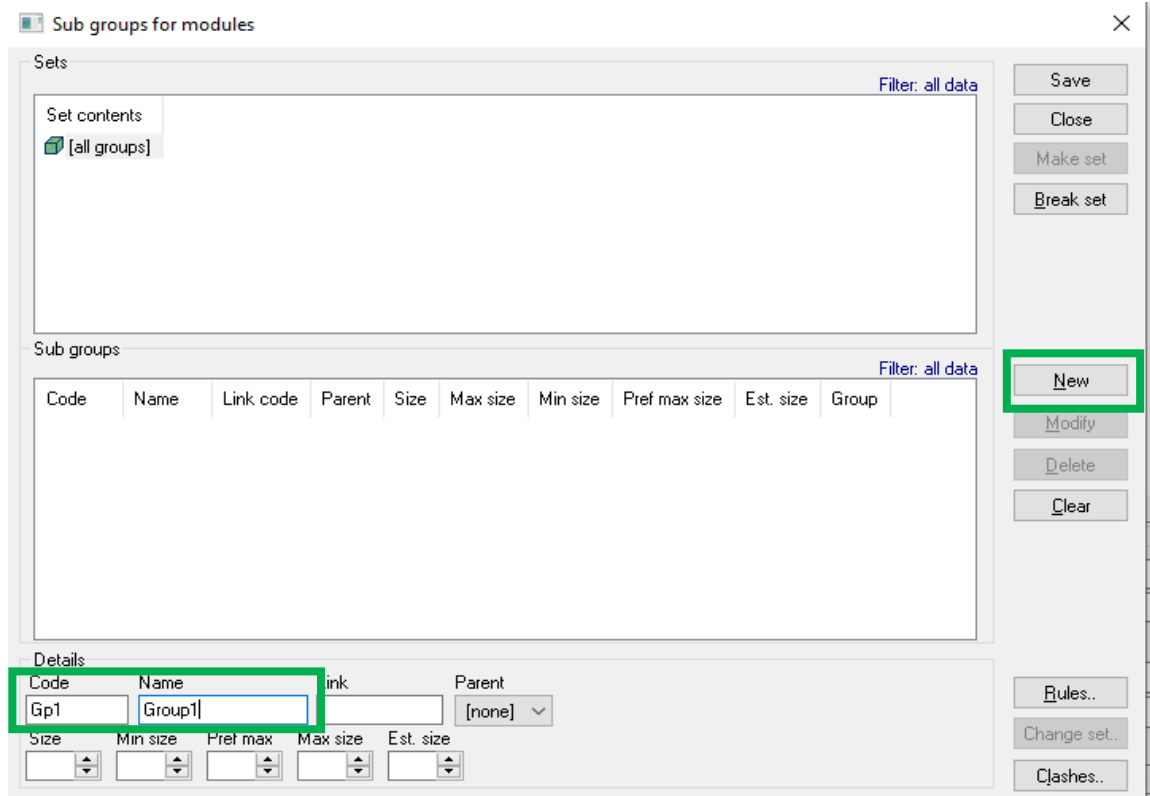 Sub groups for modules
Sets
Filter: all data
Save
Set contents
Close
[all groups]
Make set
Break set
Sub groups
Filter: all data
New
Code Name Link code Parent Size Max size Min size Pref max size Est. size Group
Modify
Delete
Clear
Details
Code Name ink Parent
Rules..
Gp1 Group1 [none]
Size Min size Pref max Max size Est. size
Change set..
Clashes..